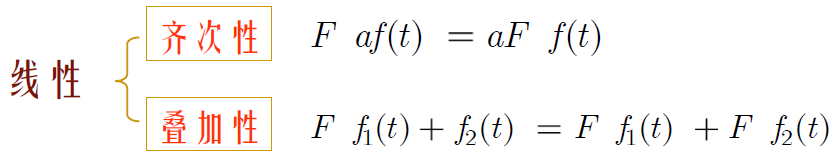 齐次性 F af(t) = aF f(t)
线性
叠加性 F f₁(t) + f₂(t) = F f₁(t) + F f₂(t)